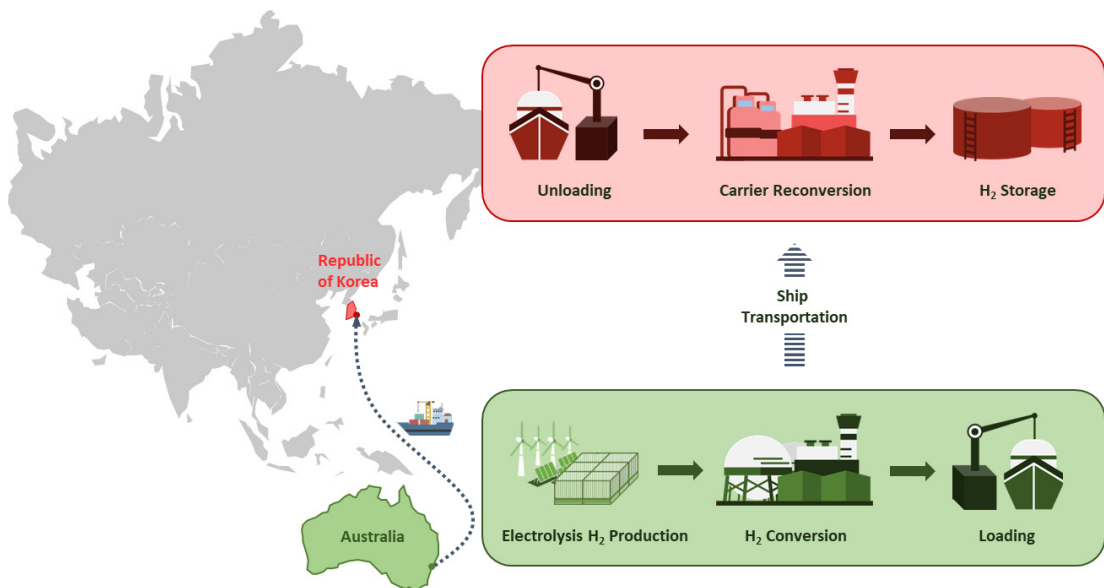 Unloading
Carrier Reconversion
H₂ Storage
Republic
of Korea
Ship
Transportation
Australia
Electrolysis H₂ Production
H₂ Conversion
Loading